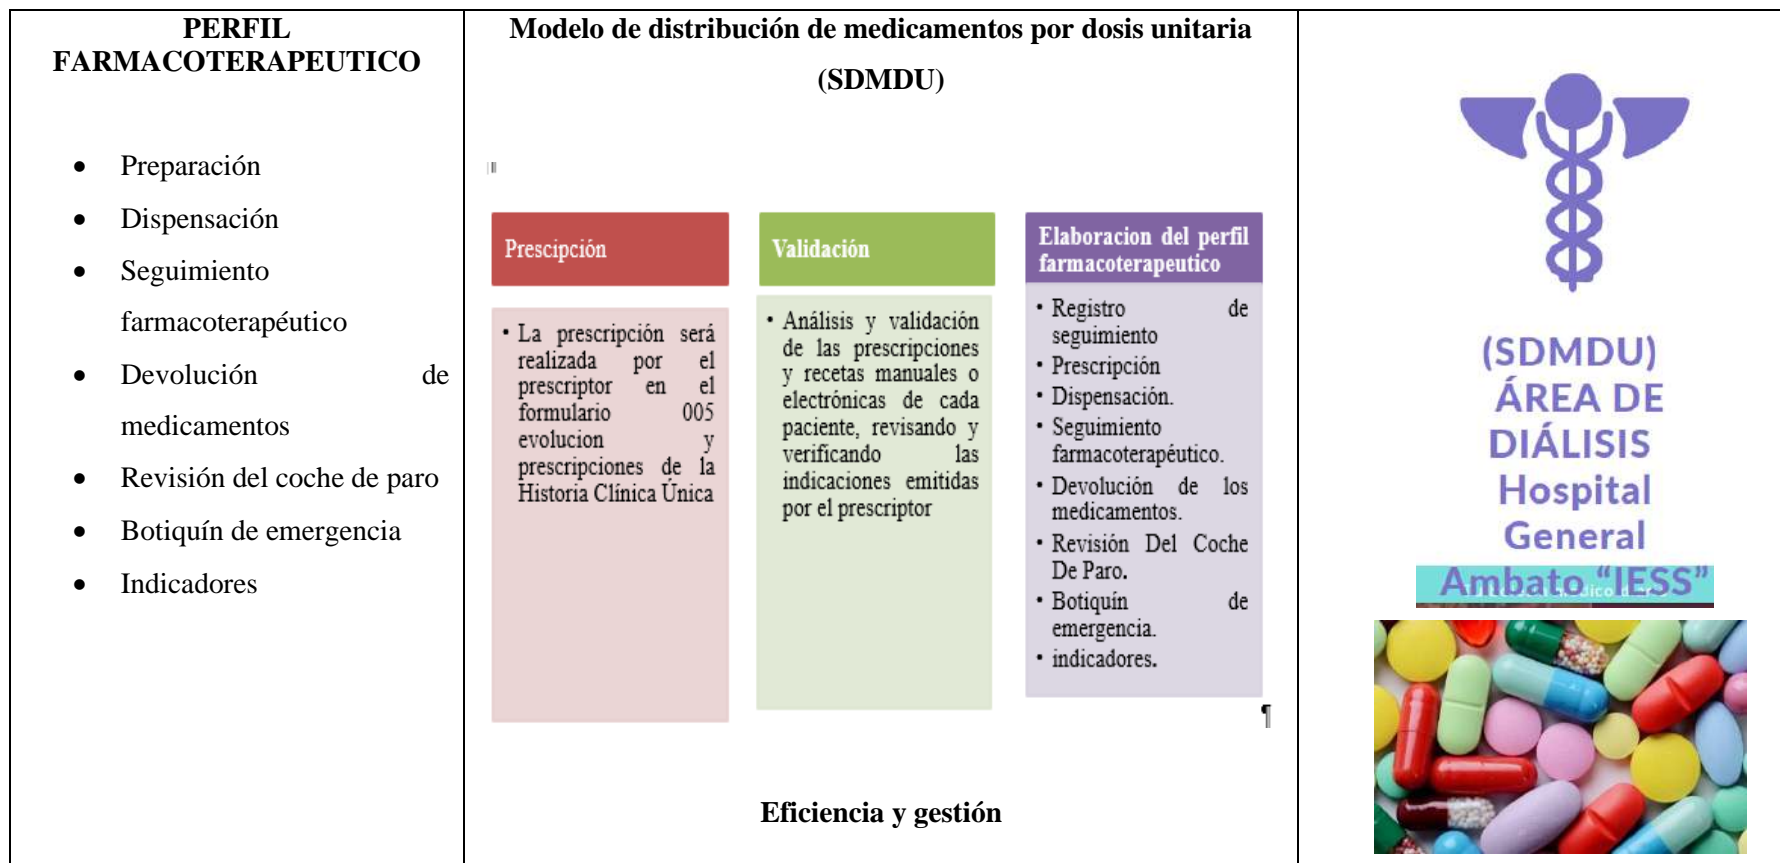 PERFIL
FARMACOTERAPEUTICO
• Preparación
• Dispensación
• Seguimiento
farmacoterapéutico
• Devolución de
medicamentos
• Revisión del coche de paro
• Botiquín de emergencia
• Indicadores
Modelo de distribución de medicamentos por dosis unitaria
(SDMDU)
Prescipción
• La prescripción será
realizada por el
prescriptor en el
formulario 005
evolucion y
prescripciones de la
Historia Clínica Única
Validación
• Análisis y validación
de las prescripciones
y recetas manuales o
electrónicas de cada
paciente, revisando y
verificando las
indicaciones emitidas
por el prescriptor
Elaboracion del perfil
farmacoterapeutico
• Registro de
seguimiento
• Prescripción
• Dispensación.
• Seguimiento
farmacoterapéutico.
• Devolución de los
medicamentos.
• Revisión Del Coche
De Paro.
• Botiquín de
emergencia.
• indicadores.
¶
Eficiencia y gestión
(SDMDU)
ÁREA DE
DIÁLISIS
Hospital
General
Ambato “IESS”